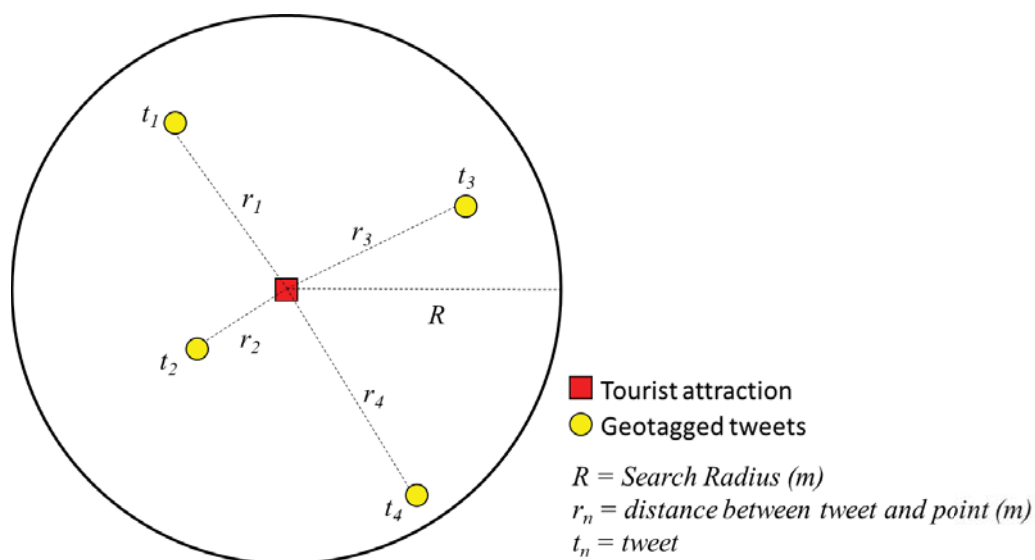 t1
t3
r1
r3
R
r2
t2
r4
t4
Tourist attraction
Geotagged tweets
R = Search Radius (m)
rn = distance between tweet and point (m)
tn = tweet